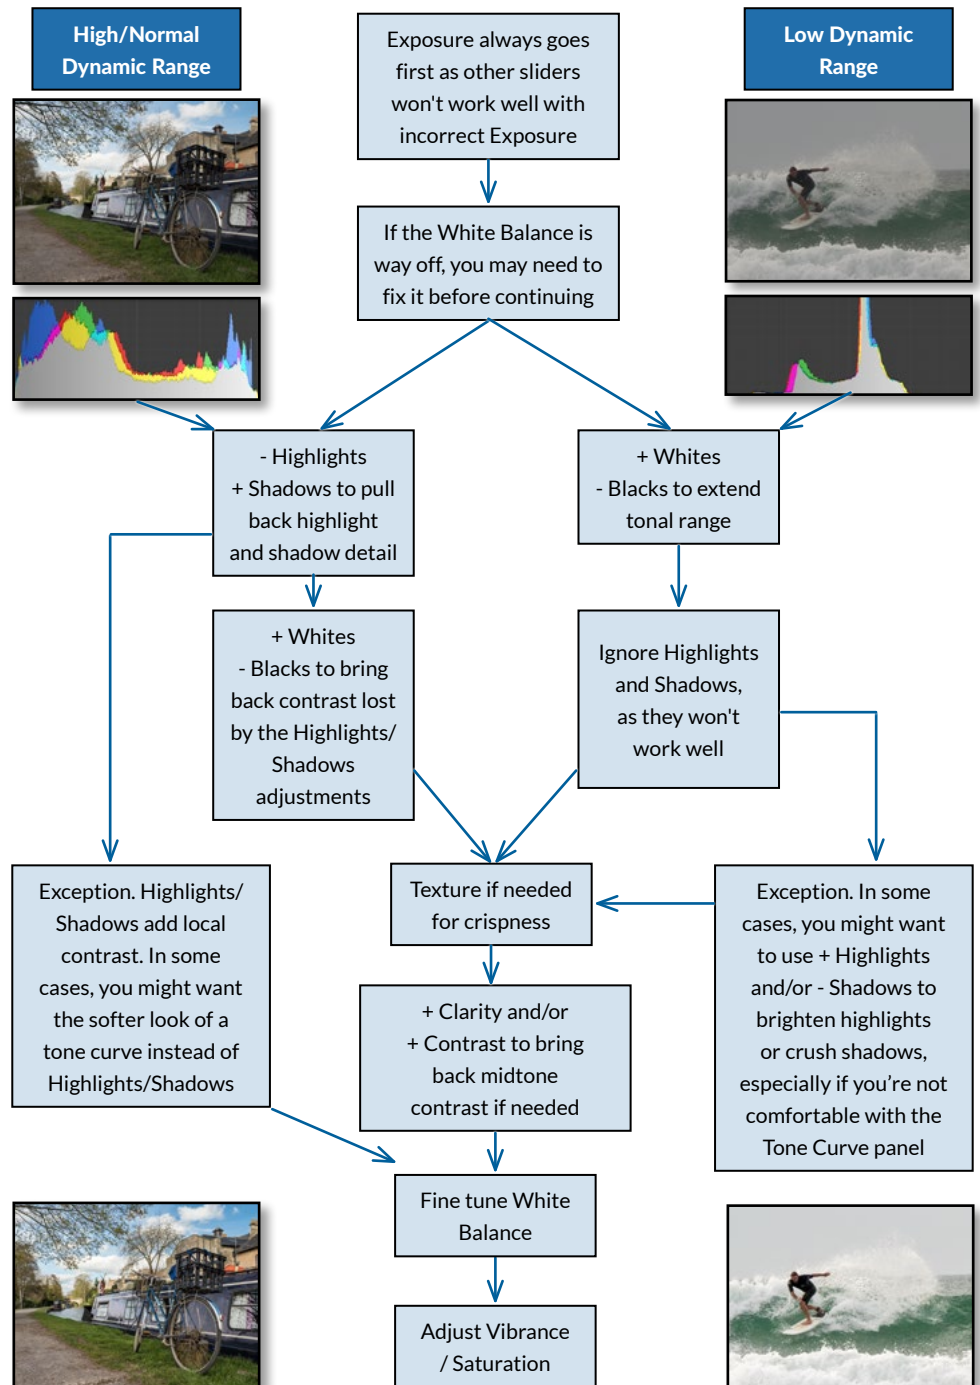 High/Normal
Dynamic Range
Exposure always goes
first as other sliders
won't work well with
incorrect Exposure
Low Dynamic
Range
If the White Balance is
way off, you may need to
fix it before continuing
- Highlights
+ Shadows to pull
back highlight
and shadow detail
+ Whites
- Blacks to extend
tonal range
+ Whites
- Blacks to bring
back contrast lost
by the Highlights/
Shadows
adjustments
Ignore Highlights
and Shadows,
as they won't
work well
Exception. Highlights/
Shadows add local
contrast. In some
cases, you might want
the softer look of a
tone curve instead of
Highlights/Shadows
Texture if needed
for crispness
Exception. In some
cases, you might want
to use + Highlights
and/or - Shadows to
brighten highlights
or crush shadows,
especially if you’re not
comfortable with the
Tone Curve panel
+ Clarity and/or
+ Contrast to bring
back midtone
contrast if needed
Fine tune White
Balance
Adjust Vibrance
/ Saturation